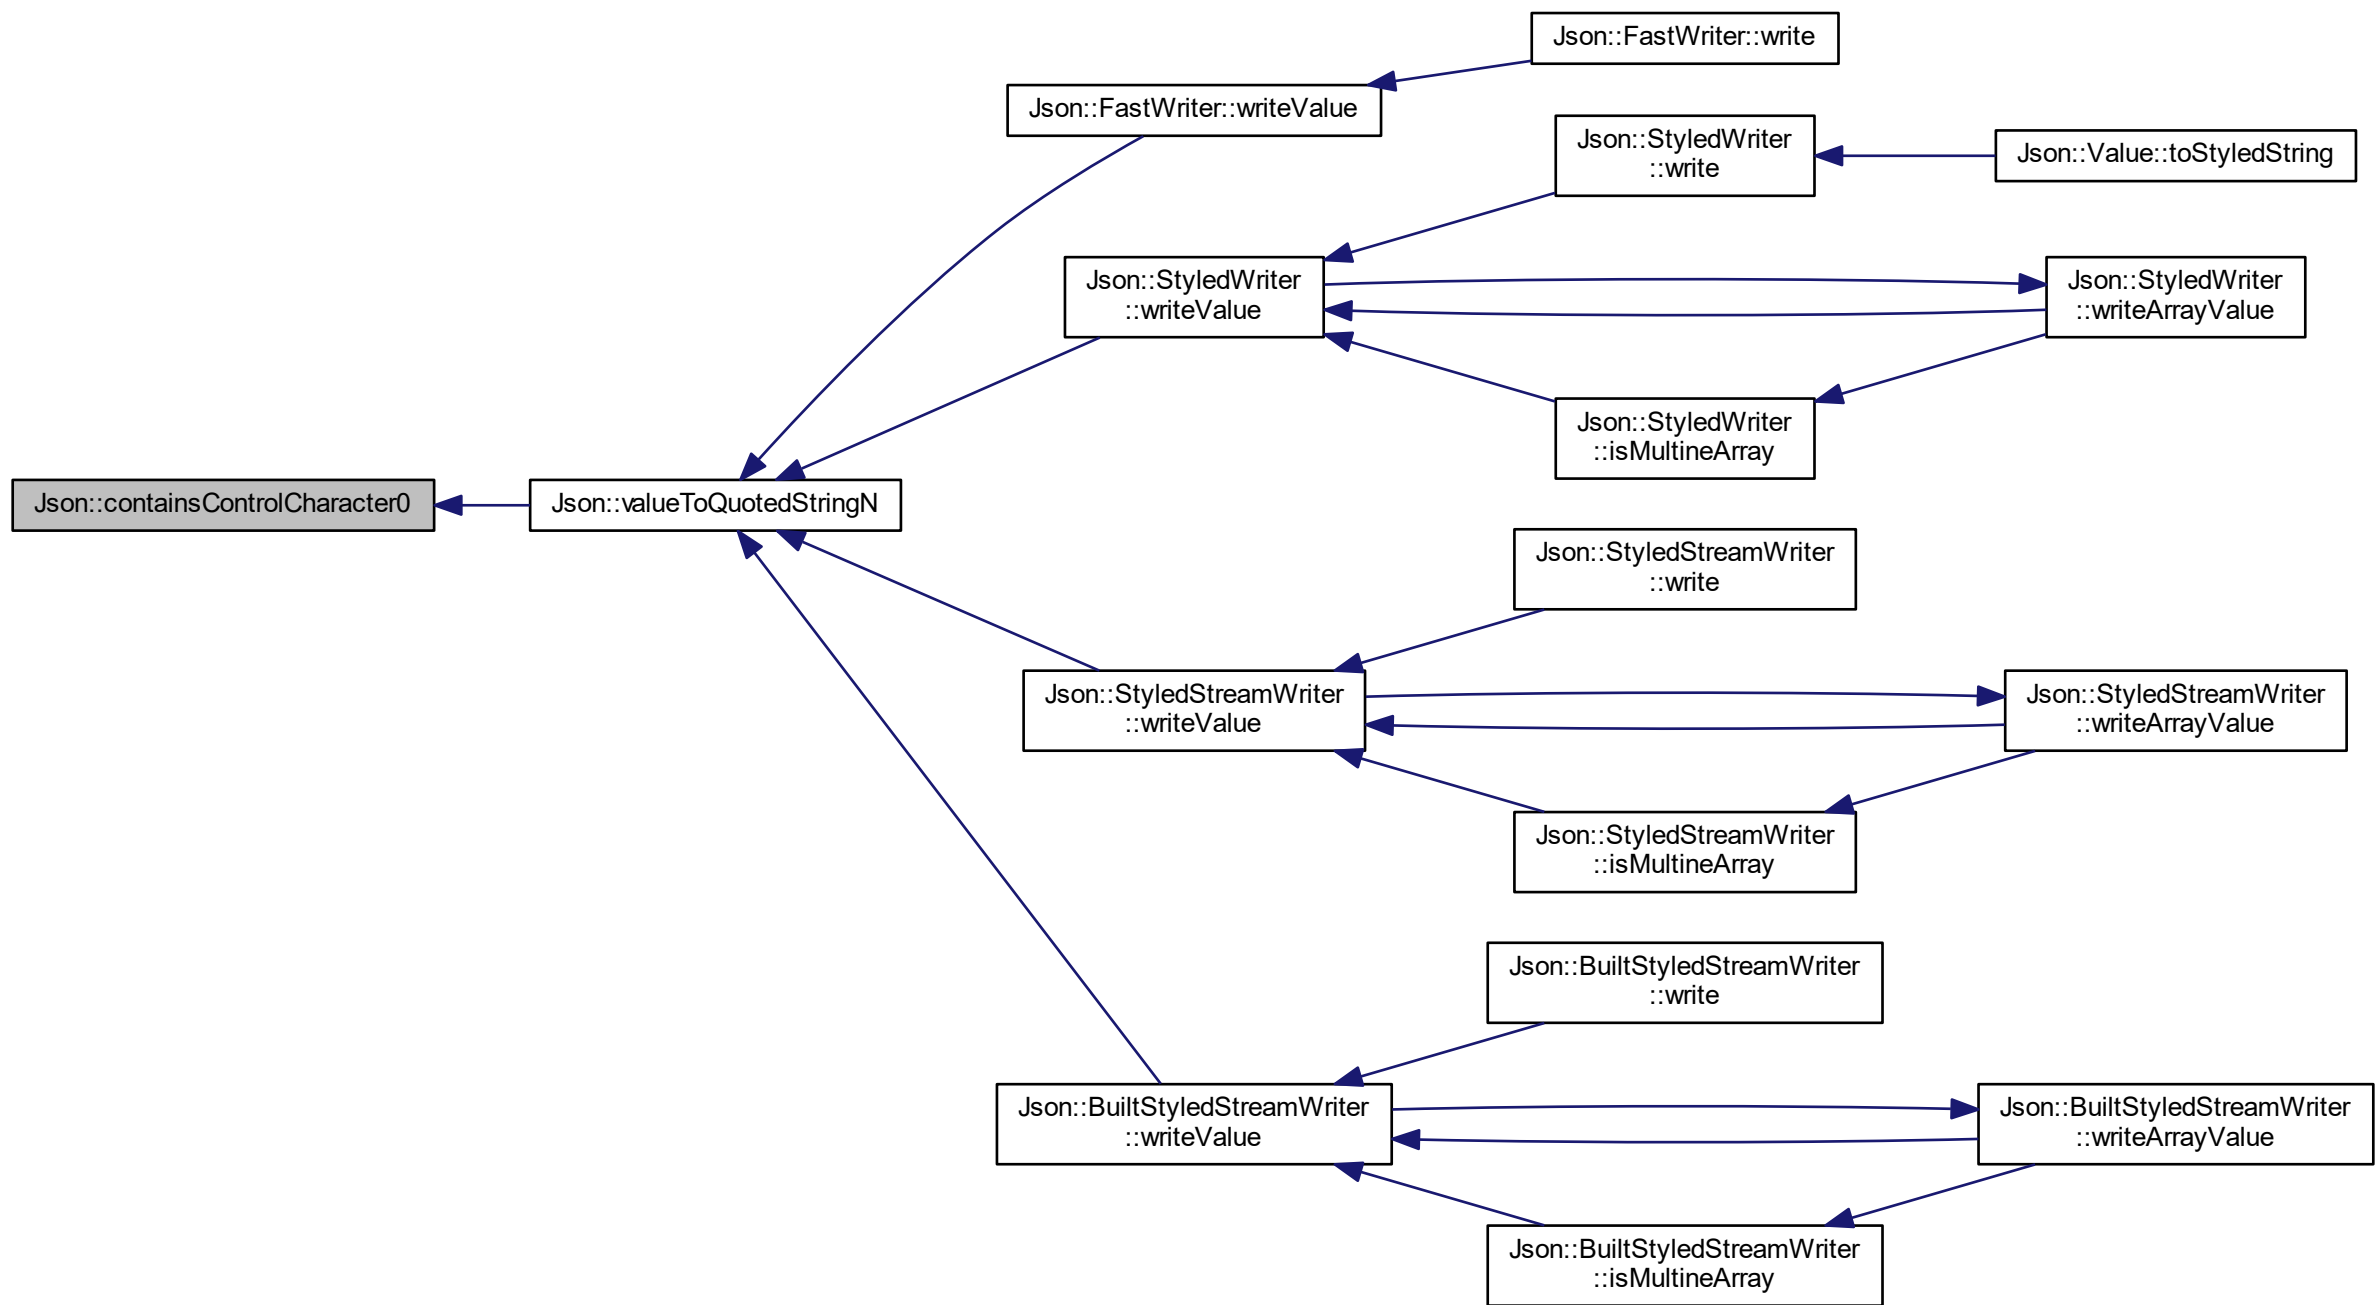 Json::FastWriter::write
Json::FastWriter::writeValue
Json::StyledWriter
::write
Json::Value::toStyledString
Json::StyledWriter
::writeValue
Json::StyledWriter
::writeArrayValue
Json::StyledWriter
::isMultineArray
Json::containsControlCharacter0
Json::valueToQuotedStringN
Json::StyledStreamWriter
::write
Json::StyledStreamWriter
::writeValue
Json::StyledStreamWriter
::writeArrayValue
Json::StyledStreamWriter
::isMultineArray
Json::BuiltStyledStreamWriter
::write
Json::BuiltStyledStreamWriter
::writeValue
Json::BuiltStyledStreamWriter
::writeArrayValue
Json::BuiltStyledStreamWriter
::isMultineArray